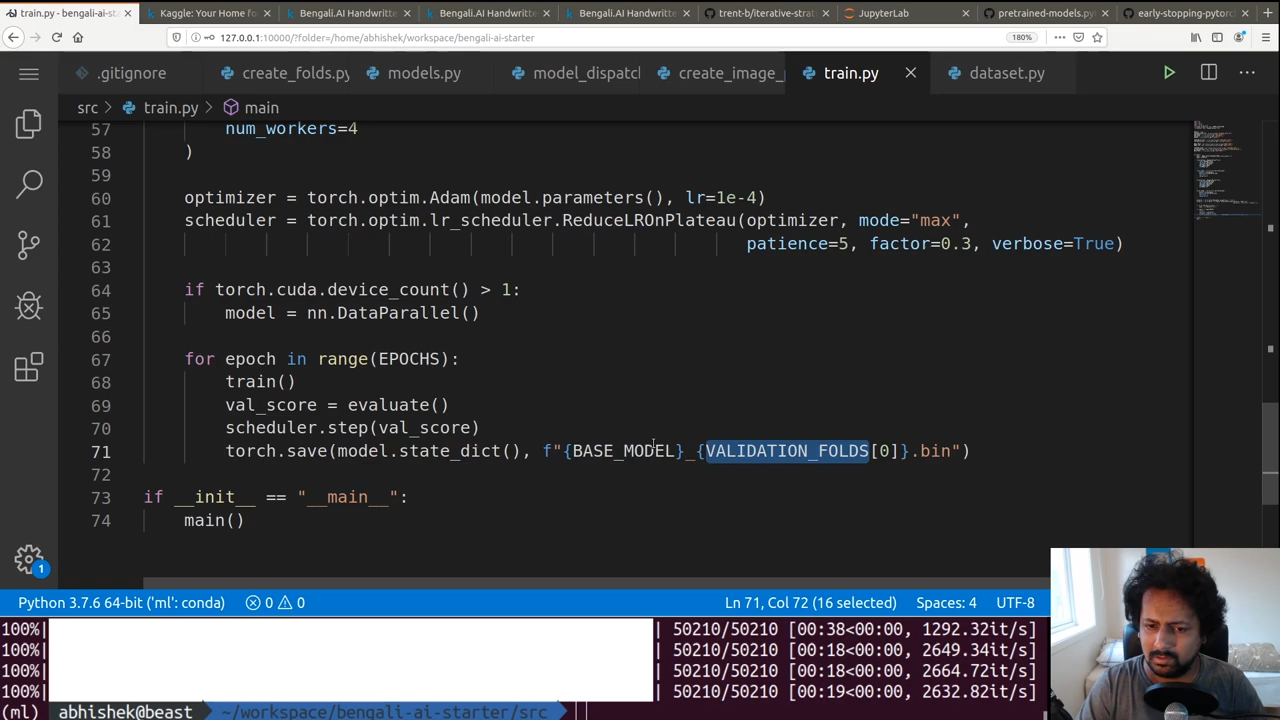 train.py - bengali-ai-sta
Kaggle: Your Home fo
Bengali.AI Handwritte
Bengali.AI Handwritte
Bengali.AI Handwritte
trent-b/iterative-strat
JupyterLab
pretrained-models.py
early-stopping-pytorc
127.0.0.1:10000/?folder=/home/abhishek/workspace/bengali-ai-starter
180%
.gitignore
create_folds.py
models.py
model_dispatc
create_image_
train.py
dataset.py
src > train.py > main
57 num_workers=4
58 )
59
60 optimizer = torch.optim.Adam(model.parameters(), lr=1e-4)
61 scheduler = torch.optim.lr_scheduler.ReduceLROnPlateau(optimizer, mode="max",
62 patience=5, factor=0.3, verbose=True)
63
64 if torch.cuda.device_count() > 1:
65 model = nn.DataParallel()
66
67 for epoch in range(EPOCHS):
68 train()
69 val_score = evaluate()
70 scheduler.step(val_score)
71 torch.save(model.state_dict(), f"{BASE_MODEL}_{VALIDATION_FOLDS[0]}.bin")
72
73 if __init__ == "__main__":
74 main()
1
Python 3.7.6 64-bit ('ml': conda) 0 0 Ln 71, Col 72 (16 selected) Spaces: 4 UTF-8
100%| | 50210/50210 [00:38<00:00, 1292.32it/s]
100%| | 50210/50210 [00:18<00:00, 2649.34it/s]
100%| | 50210/50210 [00:18<00:00, 2664.72it/s]
100%| | 50210/50210 [00:19<00:00, 2632.82it/s]
(ml) abhishek@beast ~/workspace/bengali-ai-starter/src